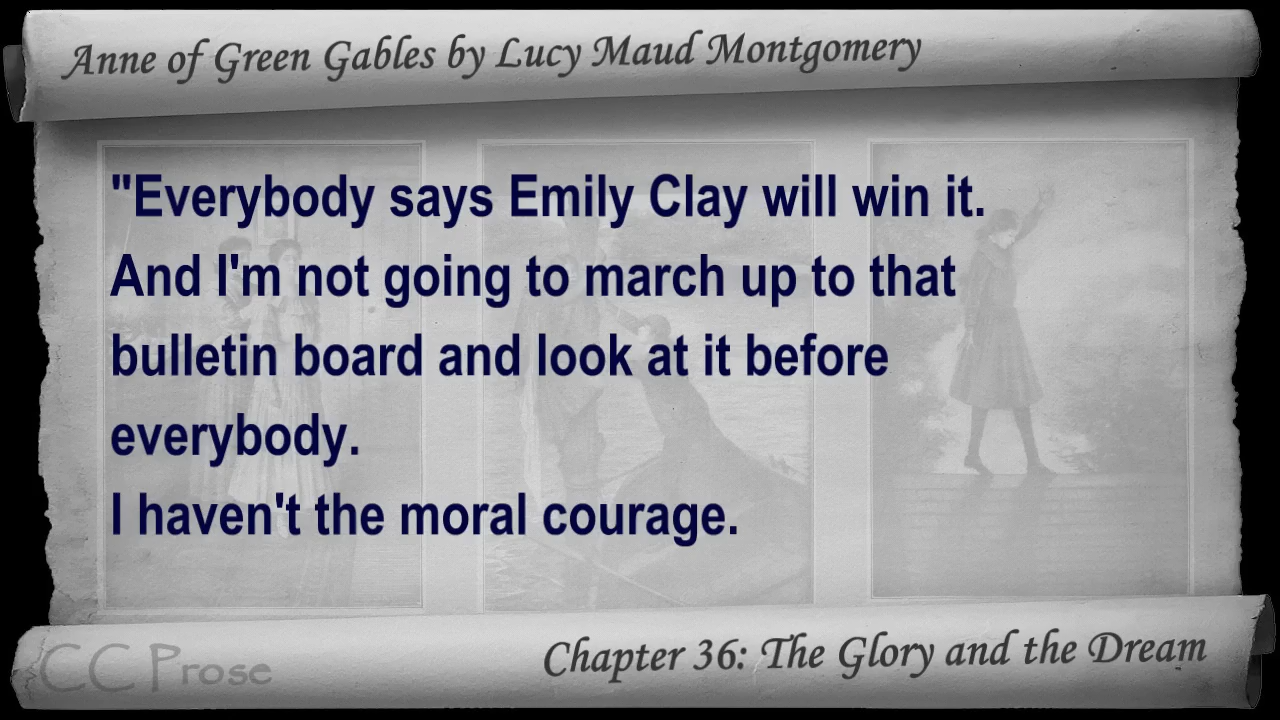 Anne of Green Gables by Lucy Maud Montgomery
"Everybody says Emily Clay will win it.
And I'm not going to march up to that
bulletin board and look at it before
everybody.
I haven't the moral courage.
CC Prose
Chapter 36: The Glory and the Dream